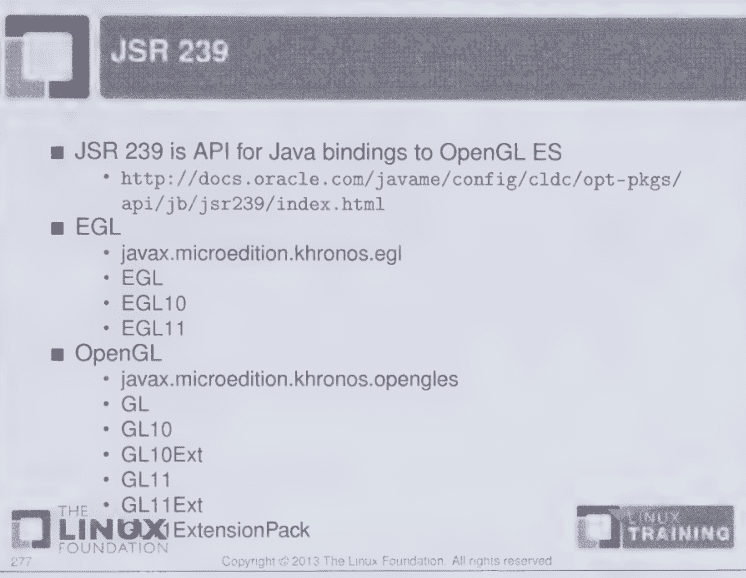 JSR 239
■ JSR 239 is API for Java bindings to OpenGL ES
• http://docs.oracle.com/javame/config/cldc/opt-pkgs/
api/jb/jsr239/index.html
■ EGL
• javax.microedition.khronos.egl
• EGL
• EGL10
• EGL11
■ OpenGL
• javax.microedition.khronos.opengles
• GL
• GL10
• GL10Ext
• GL11
• GL11Ext
ExtensionPack
THE
LINUX
FOUNDATION
LINUX
TRAINING
277
Copyright © 2013 The Linux Foundation. All rights reserved